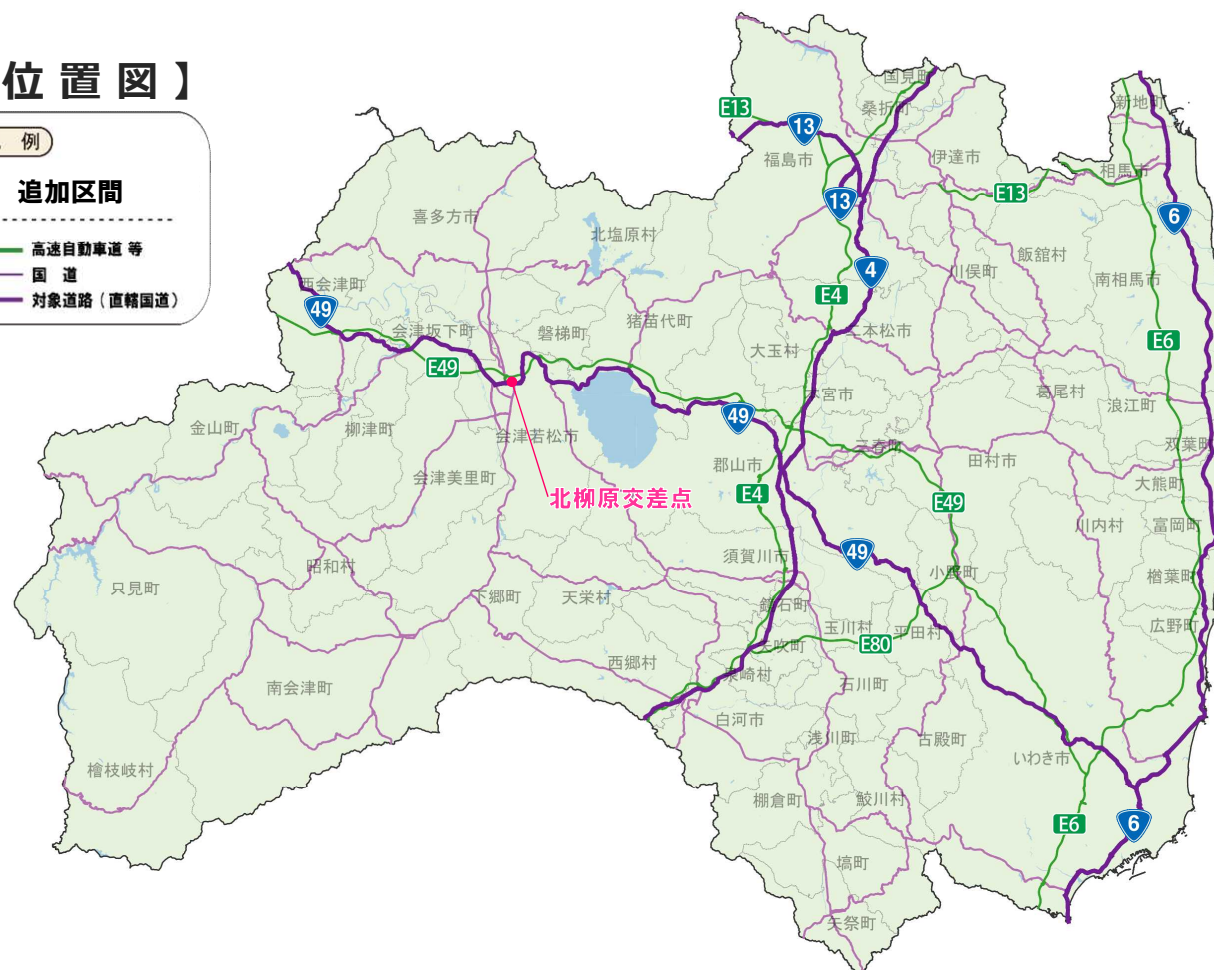 位置図】
例
追加区間
高速自動車道 等
国 道
対象道路（直轄国道）
国見町
新地町
桑折町
E13
13
福島市
伊達市
相馬市
E13
13
6
喜多方市
北塩原村
飯舘村
川俣町
4
南相馬市
西会津町
49
E4
会津坂下町
磐梯町
猪苗代町
二本松市
E6
大玉村
E49
本宮市
葛尾村
浪江町
49
金山町
柳津町
会津若松市
三春町
双葉町
郡山市
田村市
会津美里町
大熊町
北柳原交差点
E4
E49
川内村
富岡町
須賀川市
49
昭和村
小野町
楢葉町
只見町
下郷町
天栄村
鏡石町
玉川村
平田村
広野町
矢吹町
E80
西郷村
泉崎村
南会津町
石川町
白河市
浅川町
古殿町
いわき市
檜枝岐村
棚倉町
鮫川村
E6
6
塙町
矢祭町